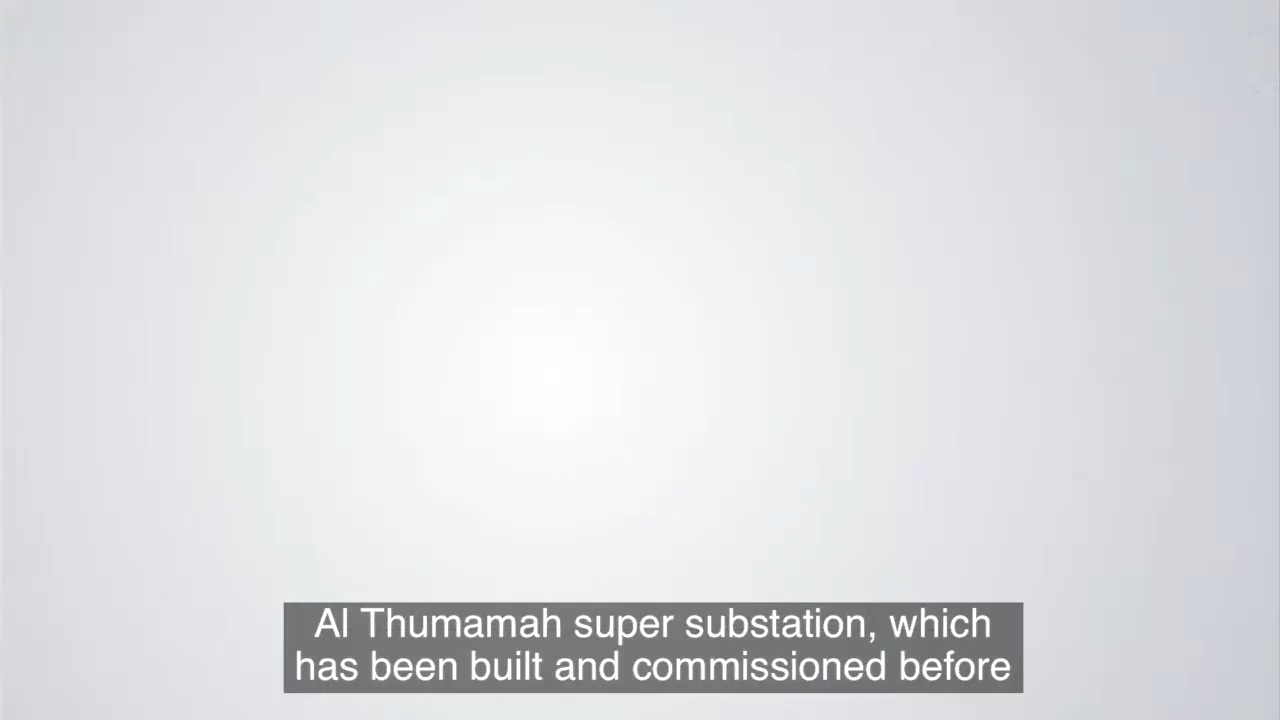 Al Thumamah super substation, which
has been built and commissioned before